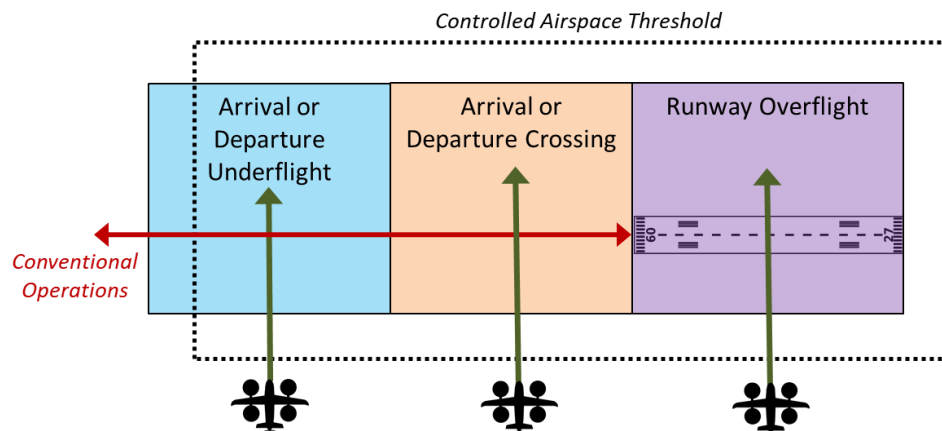 Controlled Airspace Threshold
Arrival or
Departure
Underflight
Arrival or
Departure Crossing
Runway Overflight
09
27
Conventional
Operations